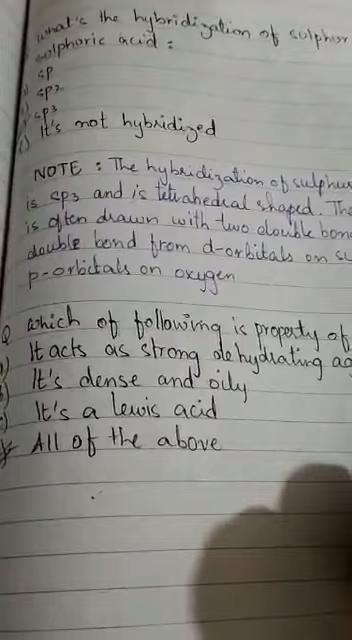 what's the hybridization of sulphur
sulphoric acid :
sp
sp2
sp3
It's not hybridized
NOTE : The hybridization of sulphur
is sp3 and is tetrahedral shaped. The
is often drawn with two double bon
double bond from d-orbitals on su
p-orbitals on oxygen
Q which of following is property of
It acts as strong dehydrating ag
b) It's dense and oily
c) It's a lewis acid
All of the above